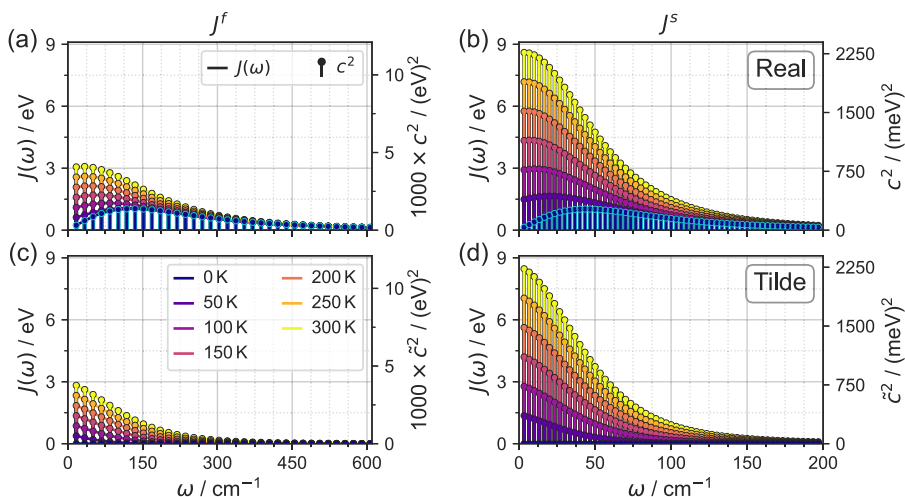 J^f
J^s
(a)
J(ω)
c²
J(ω) / eV
0
3
6
9
1000 × c² / (eV)²
0
5
10
(b)
Real
J(ω) / eV
0
3
6
9
c² / (meV)²
0
750
1500
2250
(c)
0 K
50 K
100 K
150 K
200 K
250 K
300 K
J(ω) / eV
0
3
6
9
1000 × c̃² / (eV)²
0
5
10
0 150 300 450 600
ω / cm⁻¹
(d)
Tilde
J(ω) / eV
0
3
6
9
c̃² / (meV)²
0
750
1500
2250
0 50 100 150 200
ω / cm⁻¹